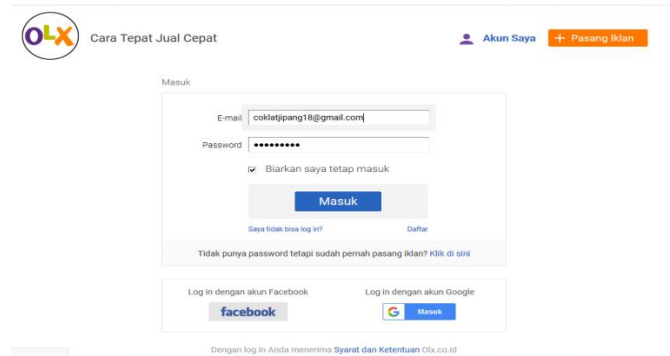 OLX Cara Tepat Jual Cepat Akun Saya + Pasang Iklan
Masuk
E-mail coklatjipang18@gmail.com
Password •••••••••
Biarkan saya tetap masuk
Masuk
Saya tidak bisa log in? Daftar
Tidak punya password tetapi sudah pernah pasang iklan? Klik di sini
Log in dengan akun Facebook Log in dengan akun Google
facebook G Masuk
Dengan log in Anda menerima Syarat dan Ketentuan Olx.co.id